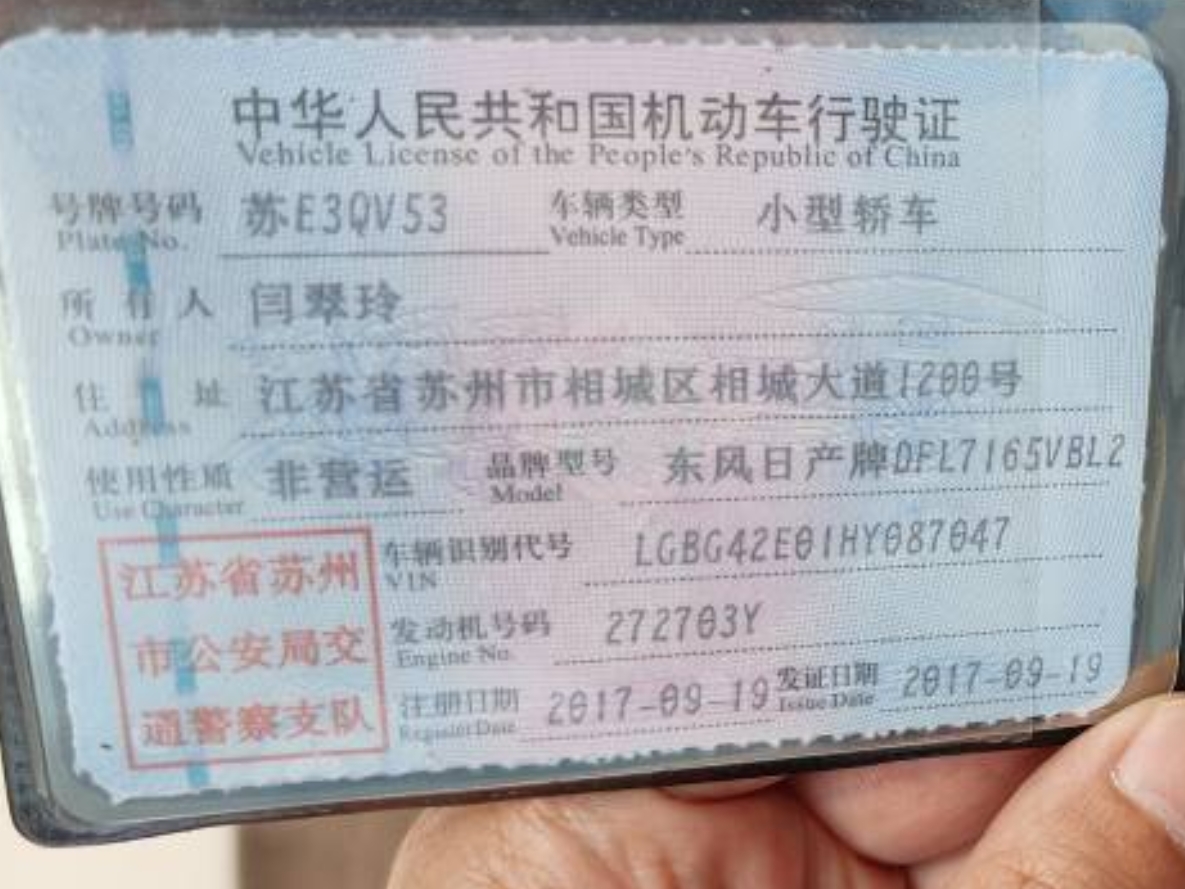 中华人民共和国机动车行驶证
Vehicle License of the People's Republic of China
号牌号码 苏E3QV53 车辆类型 小型轿车
Plate No. Vehicle Type
所有人 闫翠玲
Owner
住址 江苏省苏州市相城区相城大道1200号
Address
使用性质 非营运 品牌型号 东风日产牌DFL7165VBL2
Use Character Model
车辆识别代号 LGBG42E01HY087047
VIN
发动机号码 272703Y
Engine No.
注册日期 2017-09-19 发证日期 2017-09-19
Register Date Issue Date
江苏省苏州
市公安局交
通警察支队